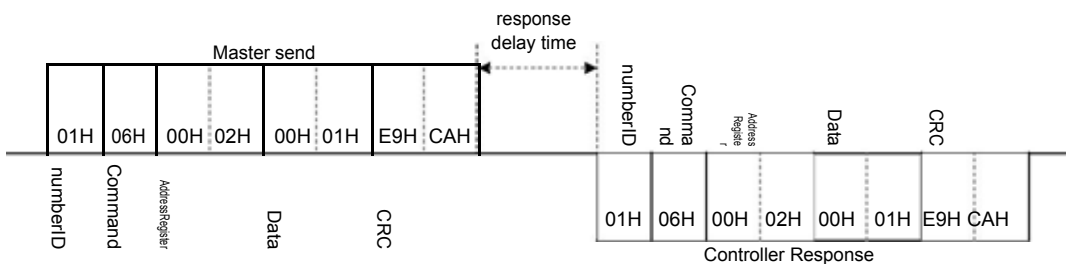 response
delay time
Master send
01H 06H 00H 02H 00H 01H E9H CAH
numberID
Command
AddressRegister
Data
CRC
numberID
Comma
nd
Address
Registe
r
Data
CRC
01H 06H 00H 02H 00H 01H E9H CAH
Controller Response